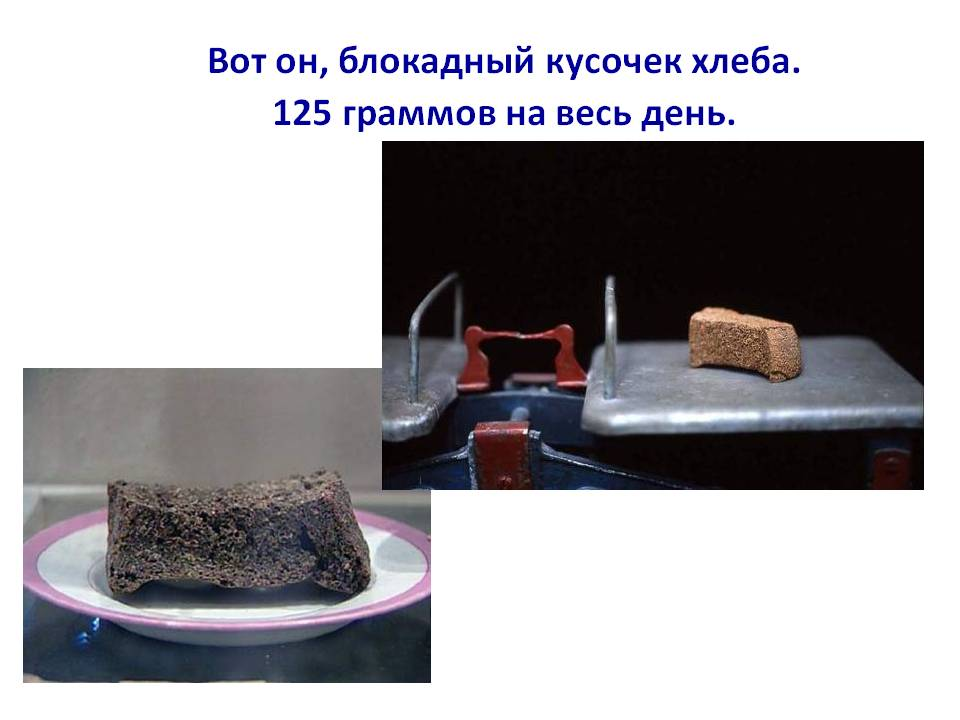 Вот он, блокадный кусочек хлеба.
125 граммов на весь день.